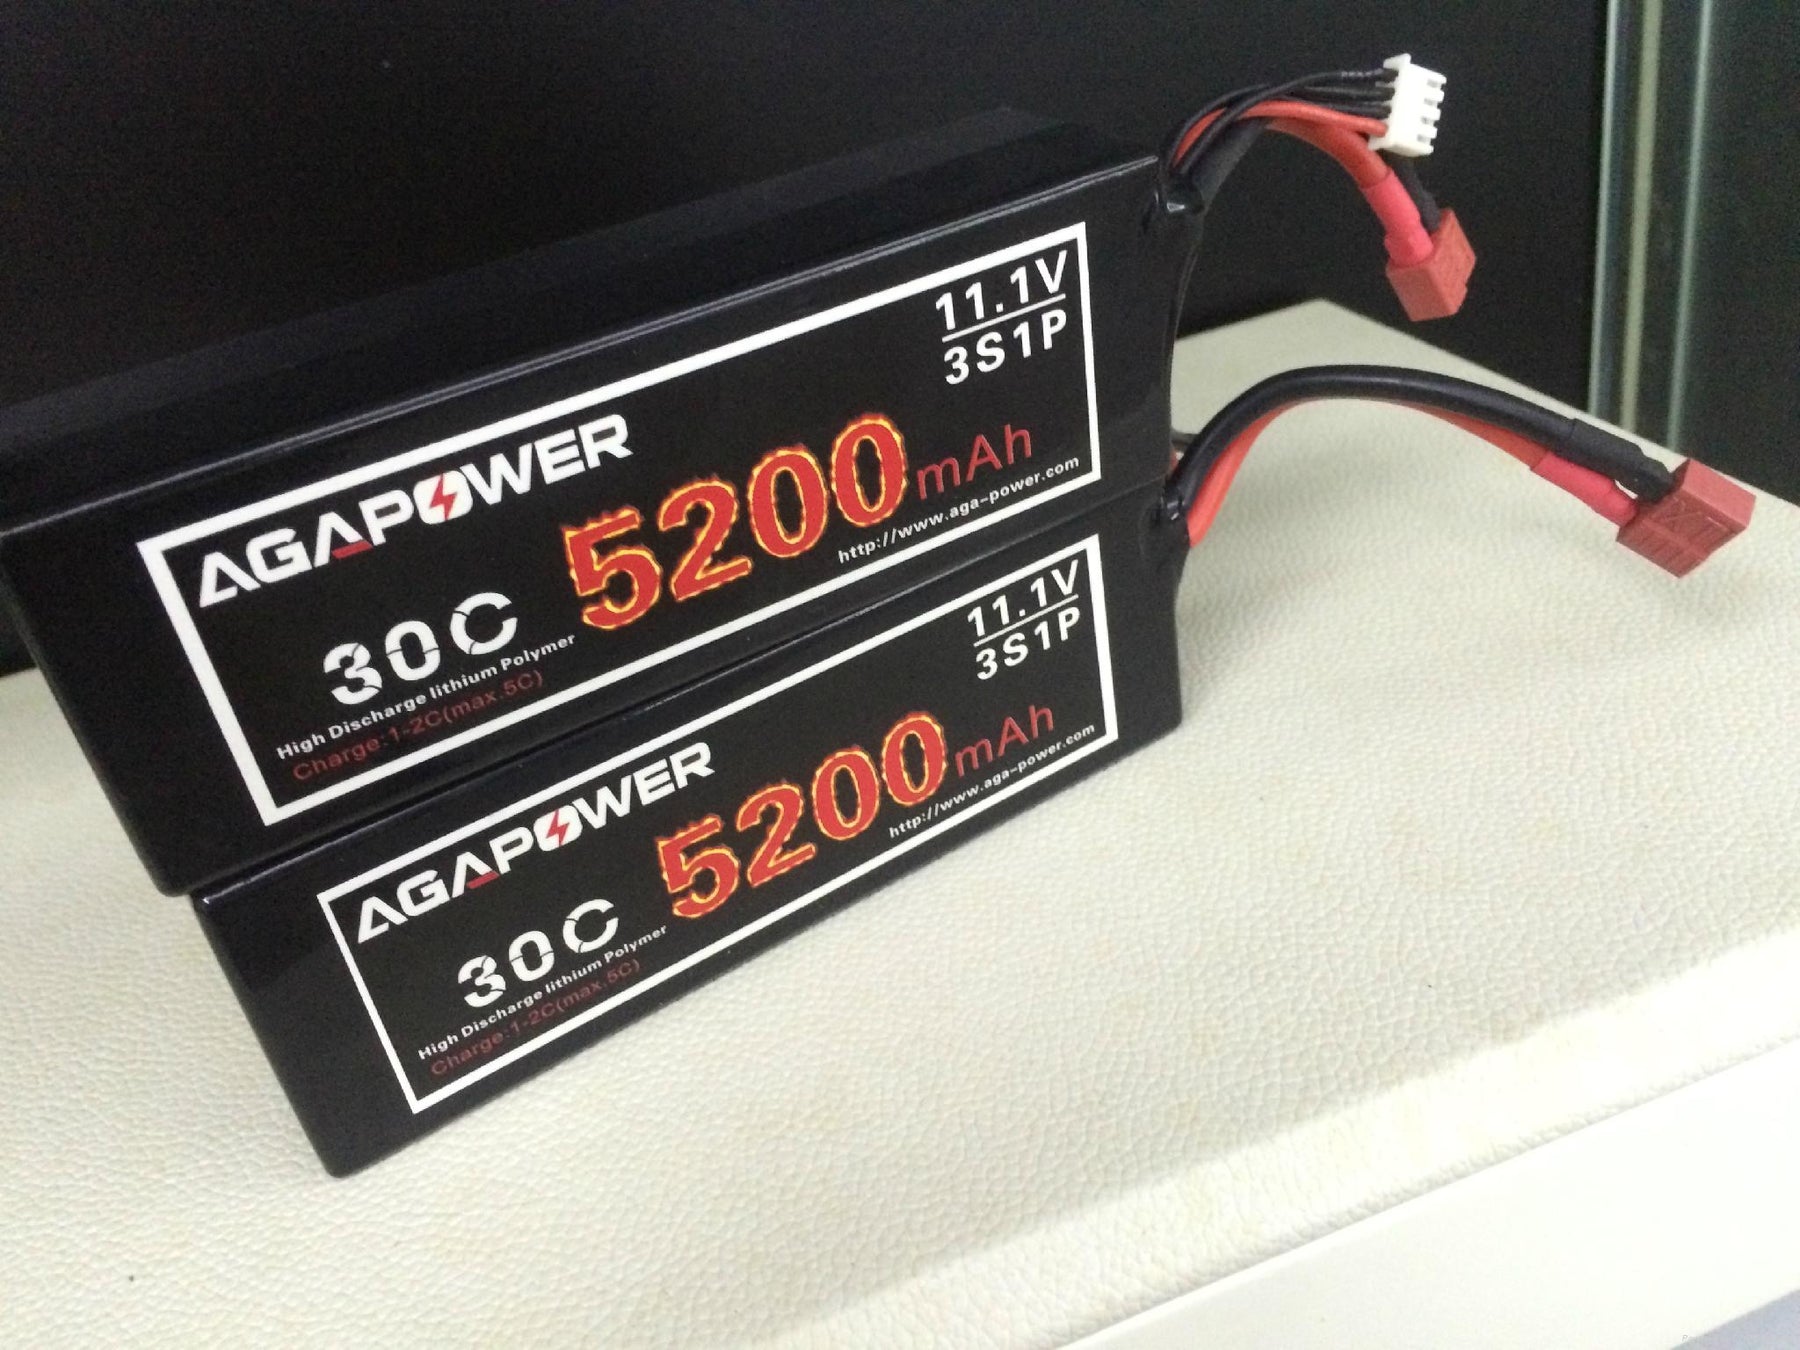 11.1V
3S1P
AGAPOWER
5200mAh
http://www.aga-power.com
30C
High Discharge lithium Polymer
Charge:1-2C(max.5C)
11.1V
3S1P
AGAPOWER
5200mAh
http://www.aga-power.com
30C
High Discharge lithium Polymer
Charge:1-2C(max.5C)